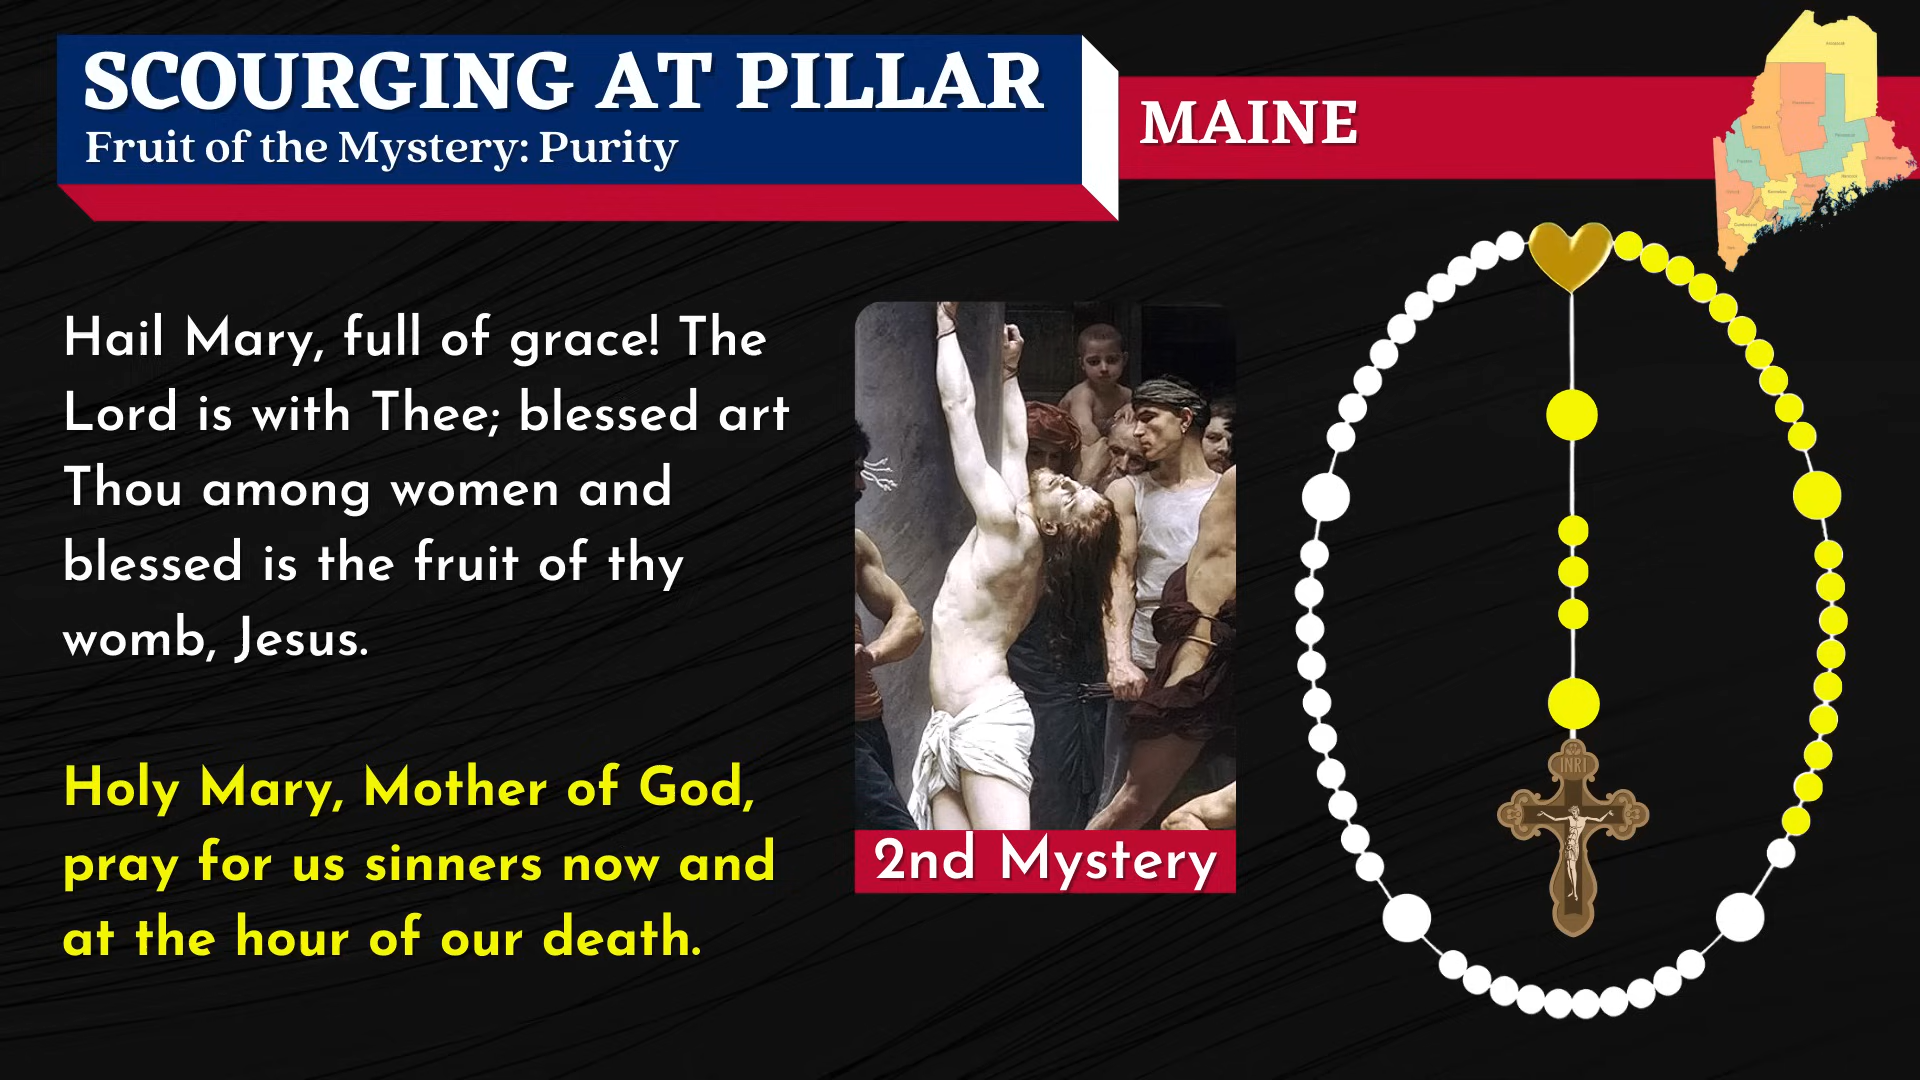 SCOURGING AT PILLAR
Fruit of the Mystery: Purity
MAINE
Hail Mary, full of grace! The
Lord is with Thee; blessed art
Thou among women and
blessed is the fruit of thy
womb, Jesus.
Holy Mary, Mother of God,
pray for us sinners now and
at the hour of our death.
2nd Mystery
INRI